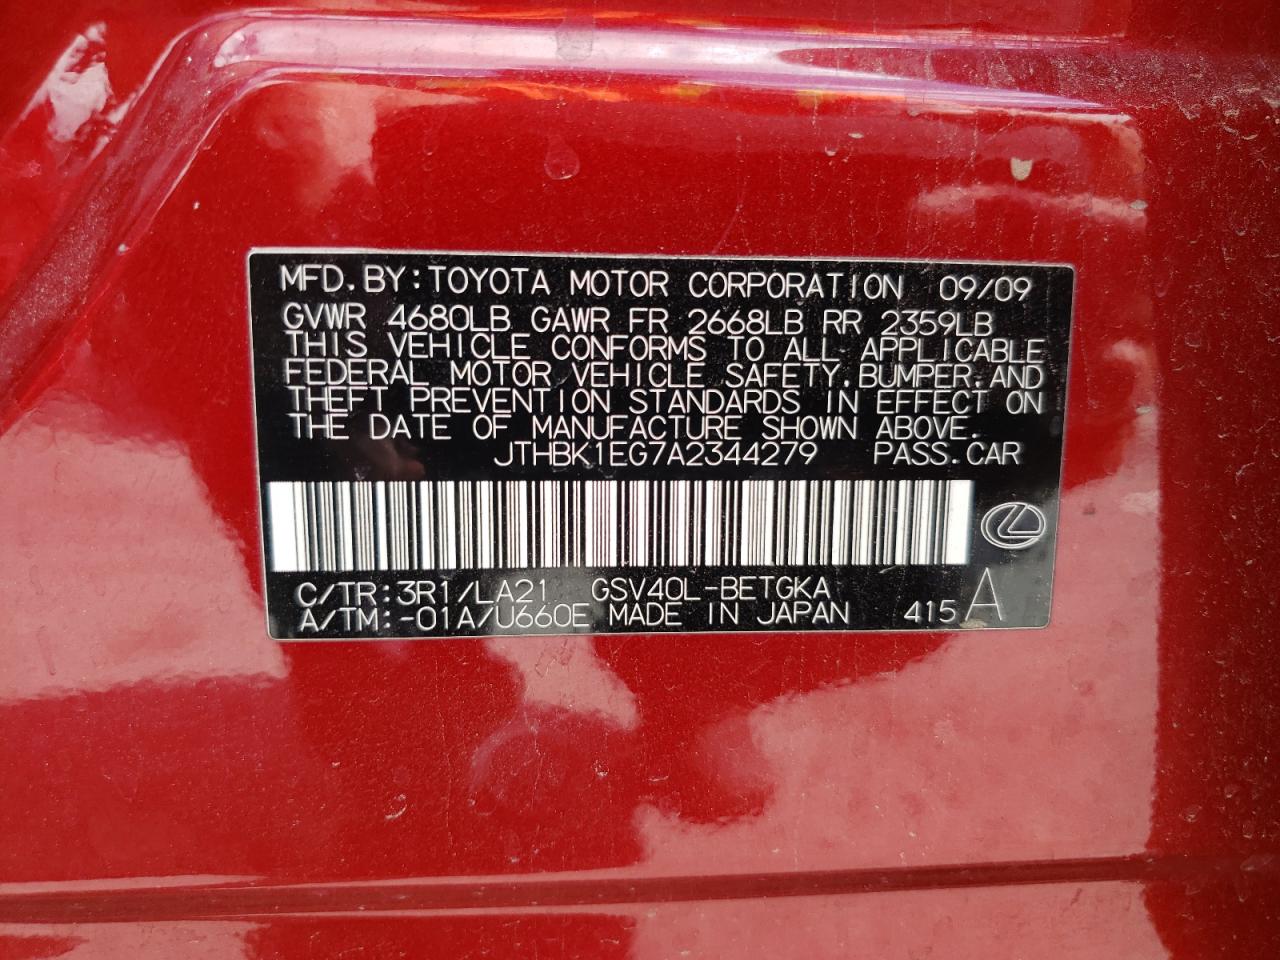 MFD.BY:TOYOTA MOTOR CORPORATION 09/09
GVWR 4680LB GAWR FR 2668LB RR 2359LB
THIS VEHICLE CONFORMS TO ALL APPLICABLE
FEDERAL MOTOR VEHICLE SAFETY.BUMPER.AND
THEFT PREVENTION STANDARDS IN EFFECT ON
THE DATE OF MANUFACTURE SHOWN ABOVE.
JTHBK1EG7A2344279 PASS.CAR
C/TR:3R1/LA21 GSV40L-BETGKA
A/TM:-01A/U660E MADE IN JAPAN 415 A